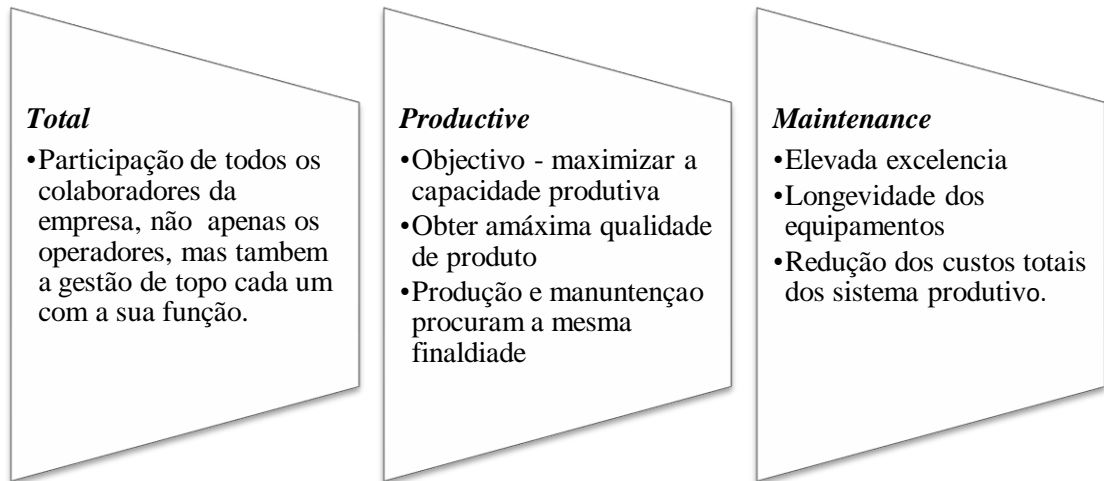 Total
•Participação de todos os
colaboradores da
empresa, não apenas os
operadores, mas tambem
a gestão de topo cada um
com a sua função.
Productive
•Objectivo - maximizar a
capacidade produtiva
•Obter amáxima qualidade
de produto
•Produção e manuntençao
procuram a mesma
finaldiade
Maintenance
•Elevada excelencia
•Longevidade dos
equipamentos
•Redução dos custos totais
dos sistema produtivo.